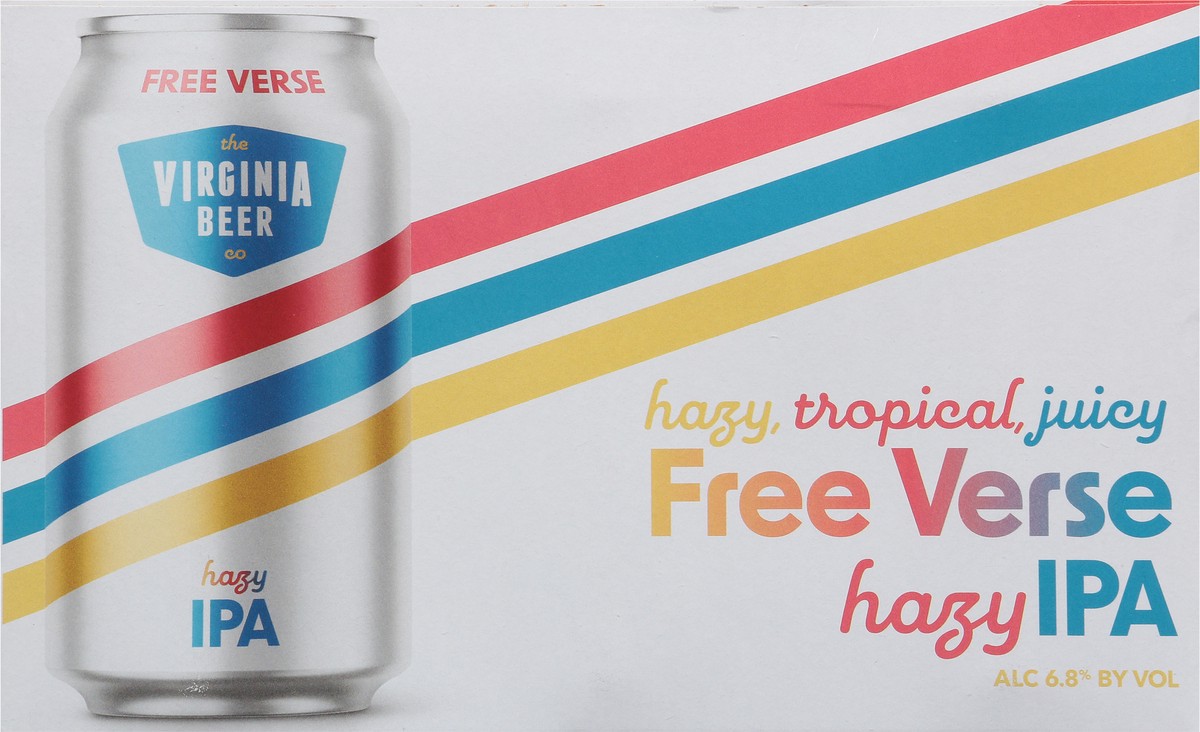 FREE VERSE
the
VIRGINIA
BEER
co
hazy
IPA
hazy, tropical, juicy
Free Verse
hazy IPA
ALC 6.8% BY VOL